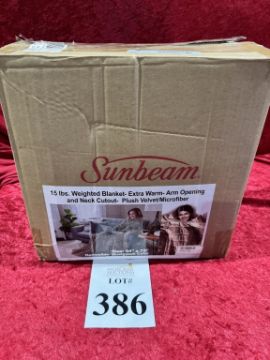 Sunbeam
15 lbs. Weighted Blanket- Extra Warm- Arm Opening
and Neck Cutout- Plush Velvet/Microfiber
LOT#
386